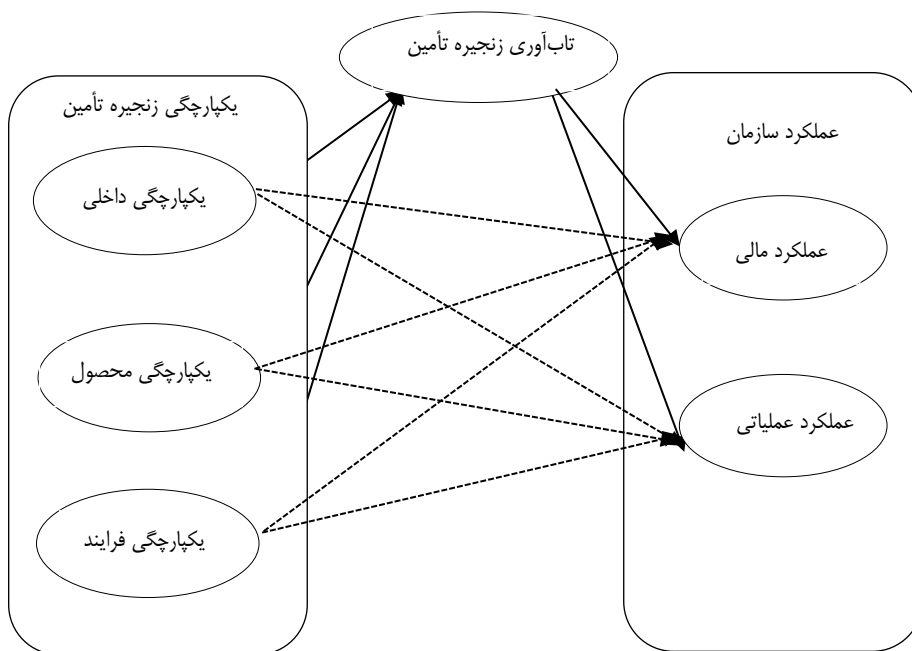 تاب‌آوری زنجیره تأمین
یکپارچگی زنجیره تأمین
عملکرد سازمان
یکپارچگی داخلی
عملکرد مالی
یکپارچگی محصول
عملکرد عملیاتی
یکپارچگی فرایند